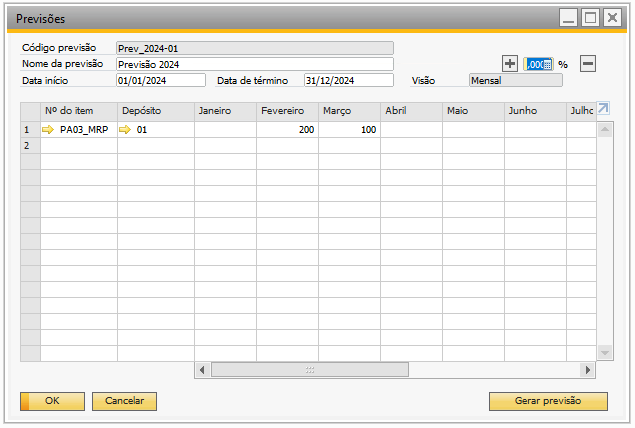 Previsões
Código previsão Prev_2024-01
Nome da previsão Previsão 2024 ,000 %
Data início 01/01/2024 Data de término 31/12/2024 Visão Mensal
Nº do item Depósito Janeiro Fevereiro Março Abril Maio Junho Julho
1 PA03_MRP 01 200 100
2
OK Cancelar Gerar previsão